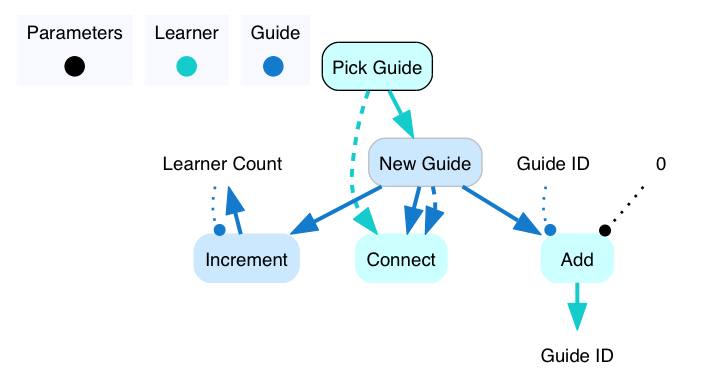 Parameters
Learner
Guide
Pick Guide
Learner Count
New Guide
Guide ID
0
Increment
Connect
Add
Guide ID